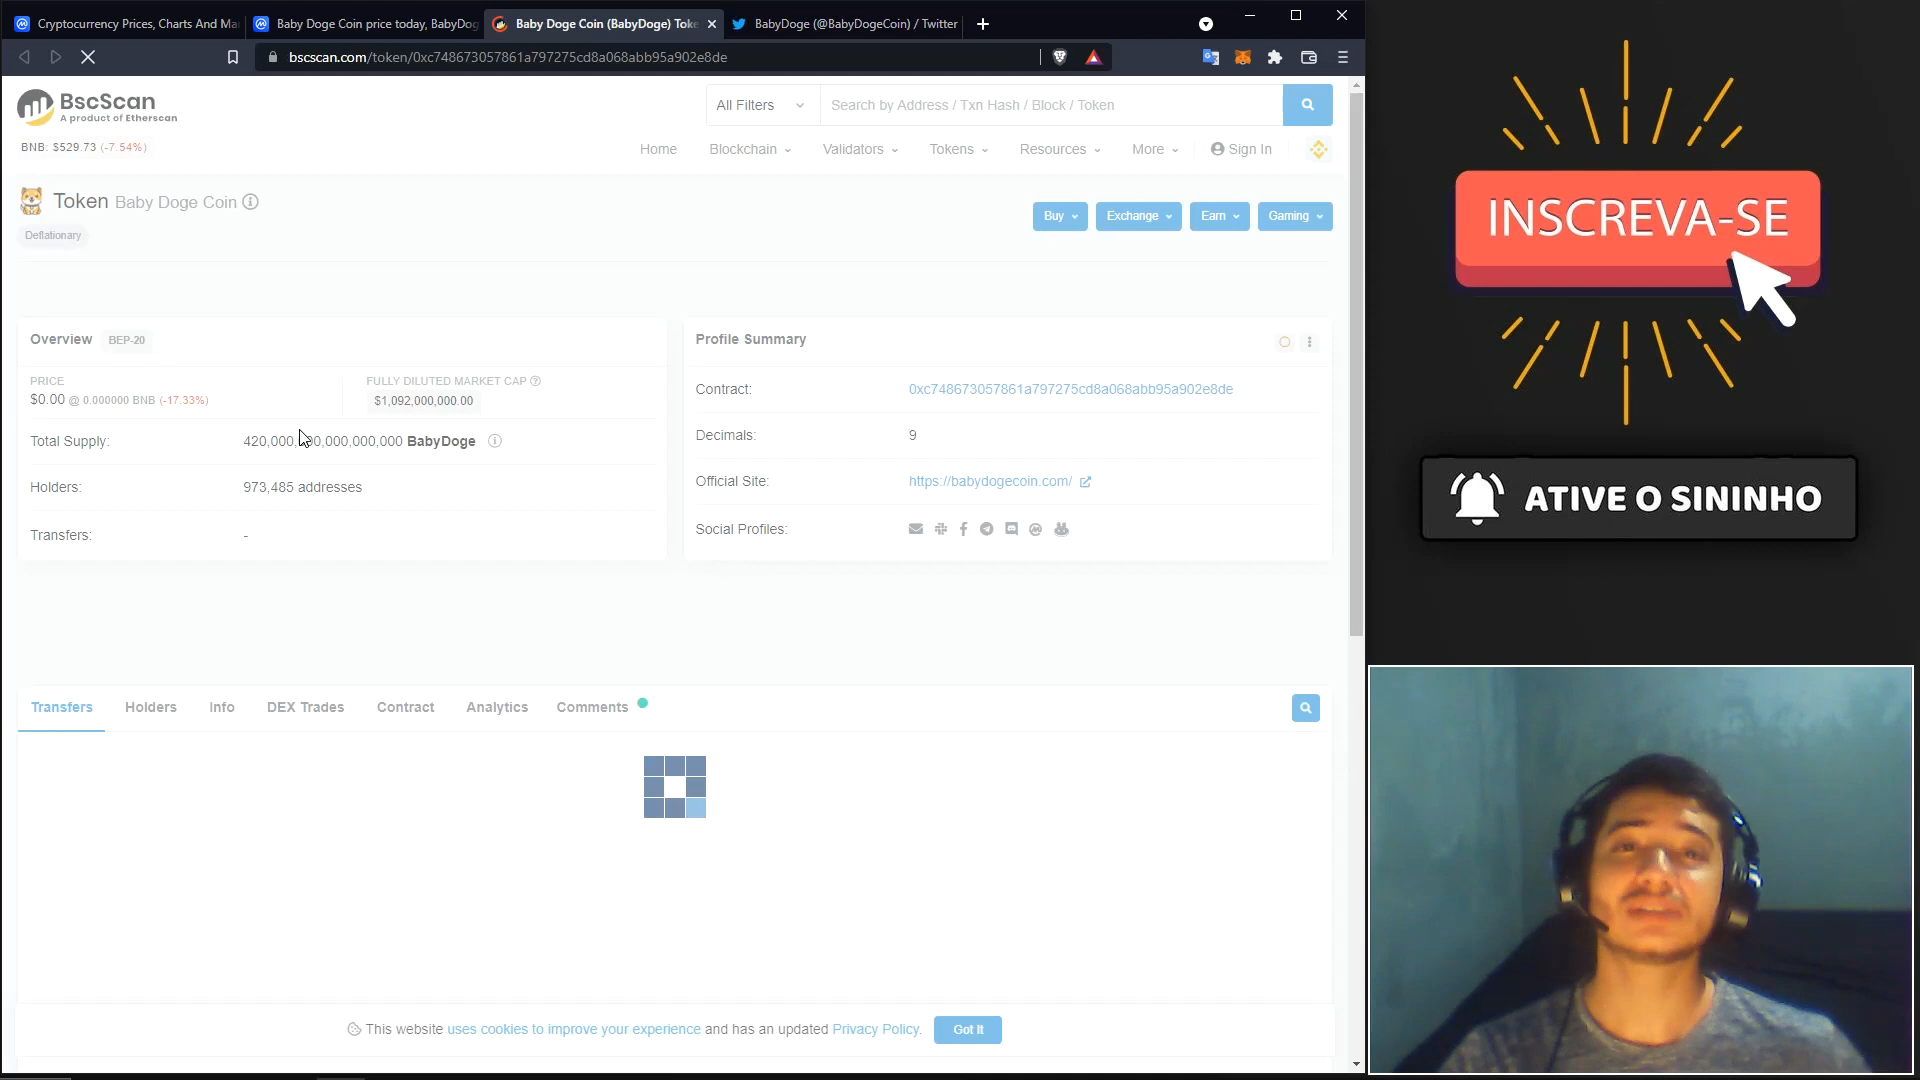 Cryptocurrency Prices, Charts And Ma
Baby Doge Coin price today, BabyDog
Baby Doge Coin (BabyDoge) Toke
BabyDoge (@BabyDogeCoin) / Twitter
bscscan.com/token/0xc748673057861a797275cd8a068abb95a902e8de
BscScan
A product of Etherscan
All Filters
Search by Address / Txn Hash / Block / Token
BNB: $529.73 (-7.54%)
Home
Blockchain
Validators
Tokens
Resources
More
Sign In
Token Baby Doge Coin
Buy
Exchange
Earn
Gaming
Deflationary
Overview BEP-20
PRICE
$0.00 @ 0.000000 BNB (-17.33%)
FULLY DILUTED MARKET CAP
$1,092,000,000.00
Total Supply:
BabyDoge
Holders:
973,485 addresses
Transfers:
-
Profile Summary
Contract:
0xc748673057861a797275cd8a068abb95a902e8de
Decimals:
9
Official Site:
https://babydogecoin.com/
Social Profiles:
Transfers
Holders
Info
DEX Trades
Contract
Analytics
Comments
This website uses cookies to improve your experience and has an updated Privacy Policy.
Got It
INSCREVA-SE
ATIVE O SININHO